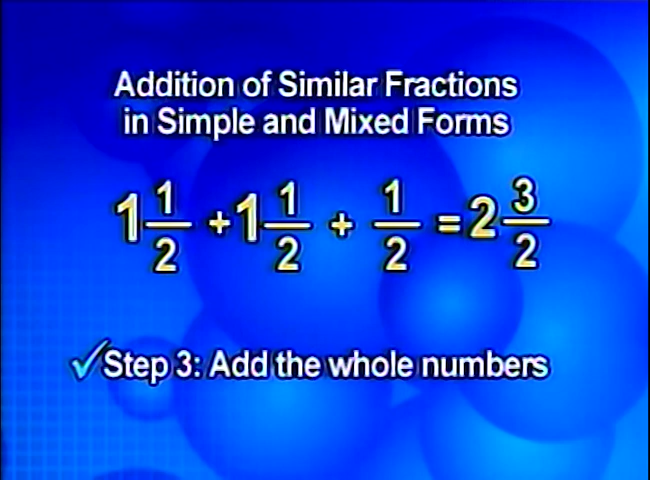 Addition of Similar Fractions
in Simple and Mixed Forms
1 1/2 + 1 1/2 + 1/2 = 2 3/2
✓Step 3: Add the whole numbers